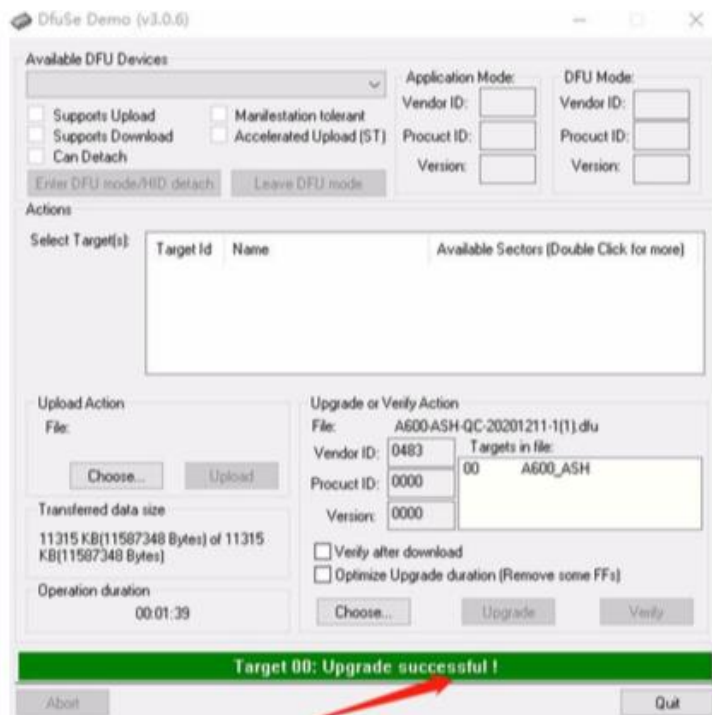 DfuSe Demo (v3.0.6)
Available DFU Devices
Supports Upload
Manifestation tolerant
Supports Download
Accelerated Upload (ST)
Can Detach
Enter DFU mode/HID detach
Leave DFU mode
Application Mode:
Vendor ID:
Procuct ID:
Version:
DFU Mode:
Vendor ID:
Procuct ID:
Version:
Actions
Select Target(s):
Target Id Name Available Sectors (Double Click for more)
Upload Action
File:
Choose... Upload
Transferred data size
11315 KB(11587348 Bytes) of 11315
KB(11587348 Bytes)
Operation duration
00:01:39
Upgrade or Verify Action
File: A600-ASH-QC-20201211-1(1).dfu
Vendor ID: 0483
Procuct ID: 0000
Version: 0000
Targets in file:
00 A600_ASH
Verify after download
Optimize Upgrade duration (Remove some FFs)
Choose... Upgrade Verify
Target 00: Upgrade successful !
Abort Quit